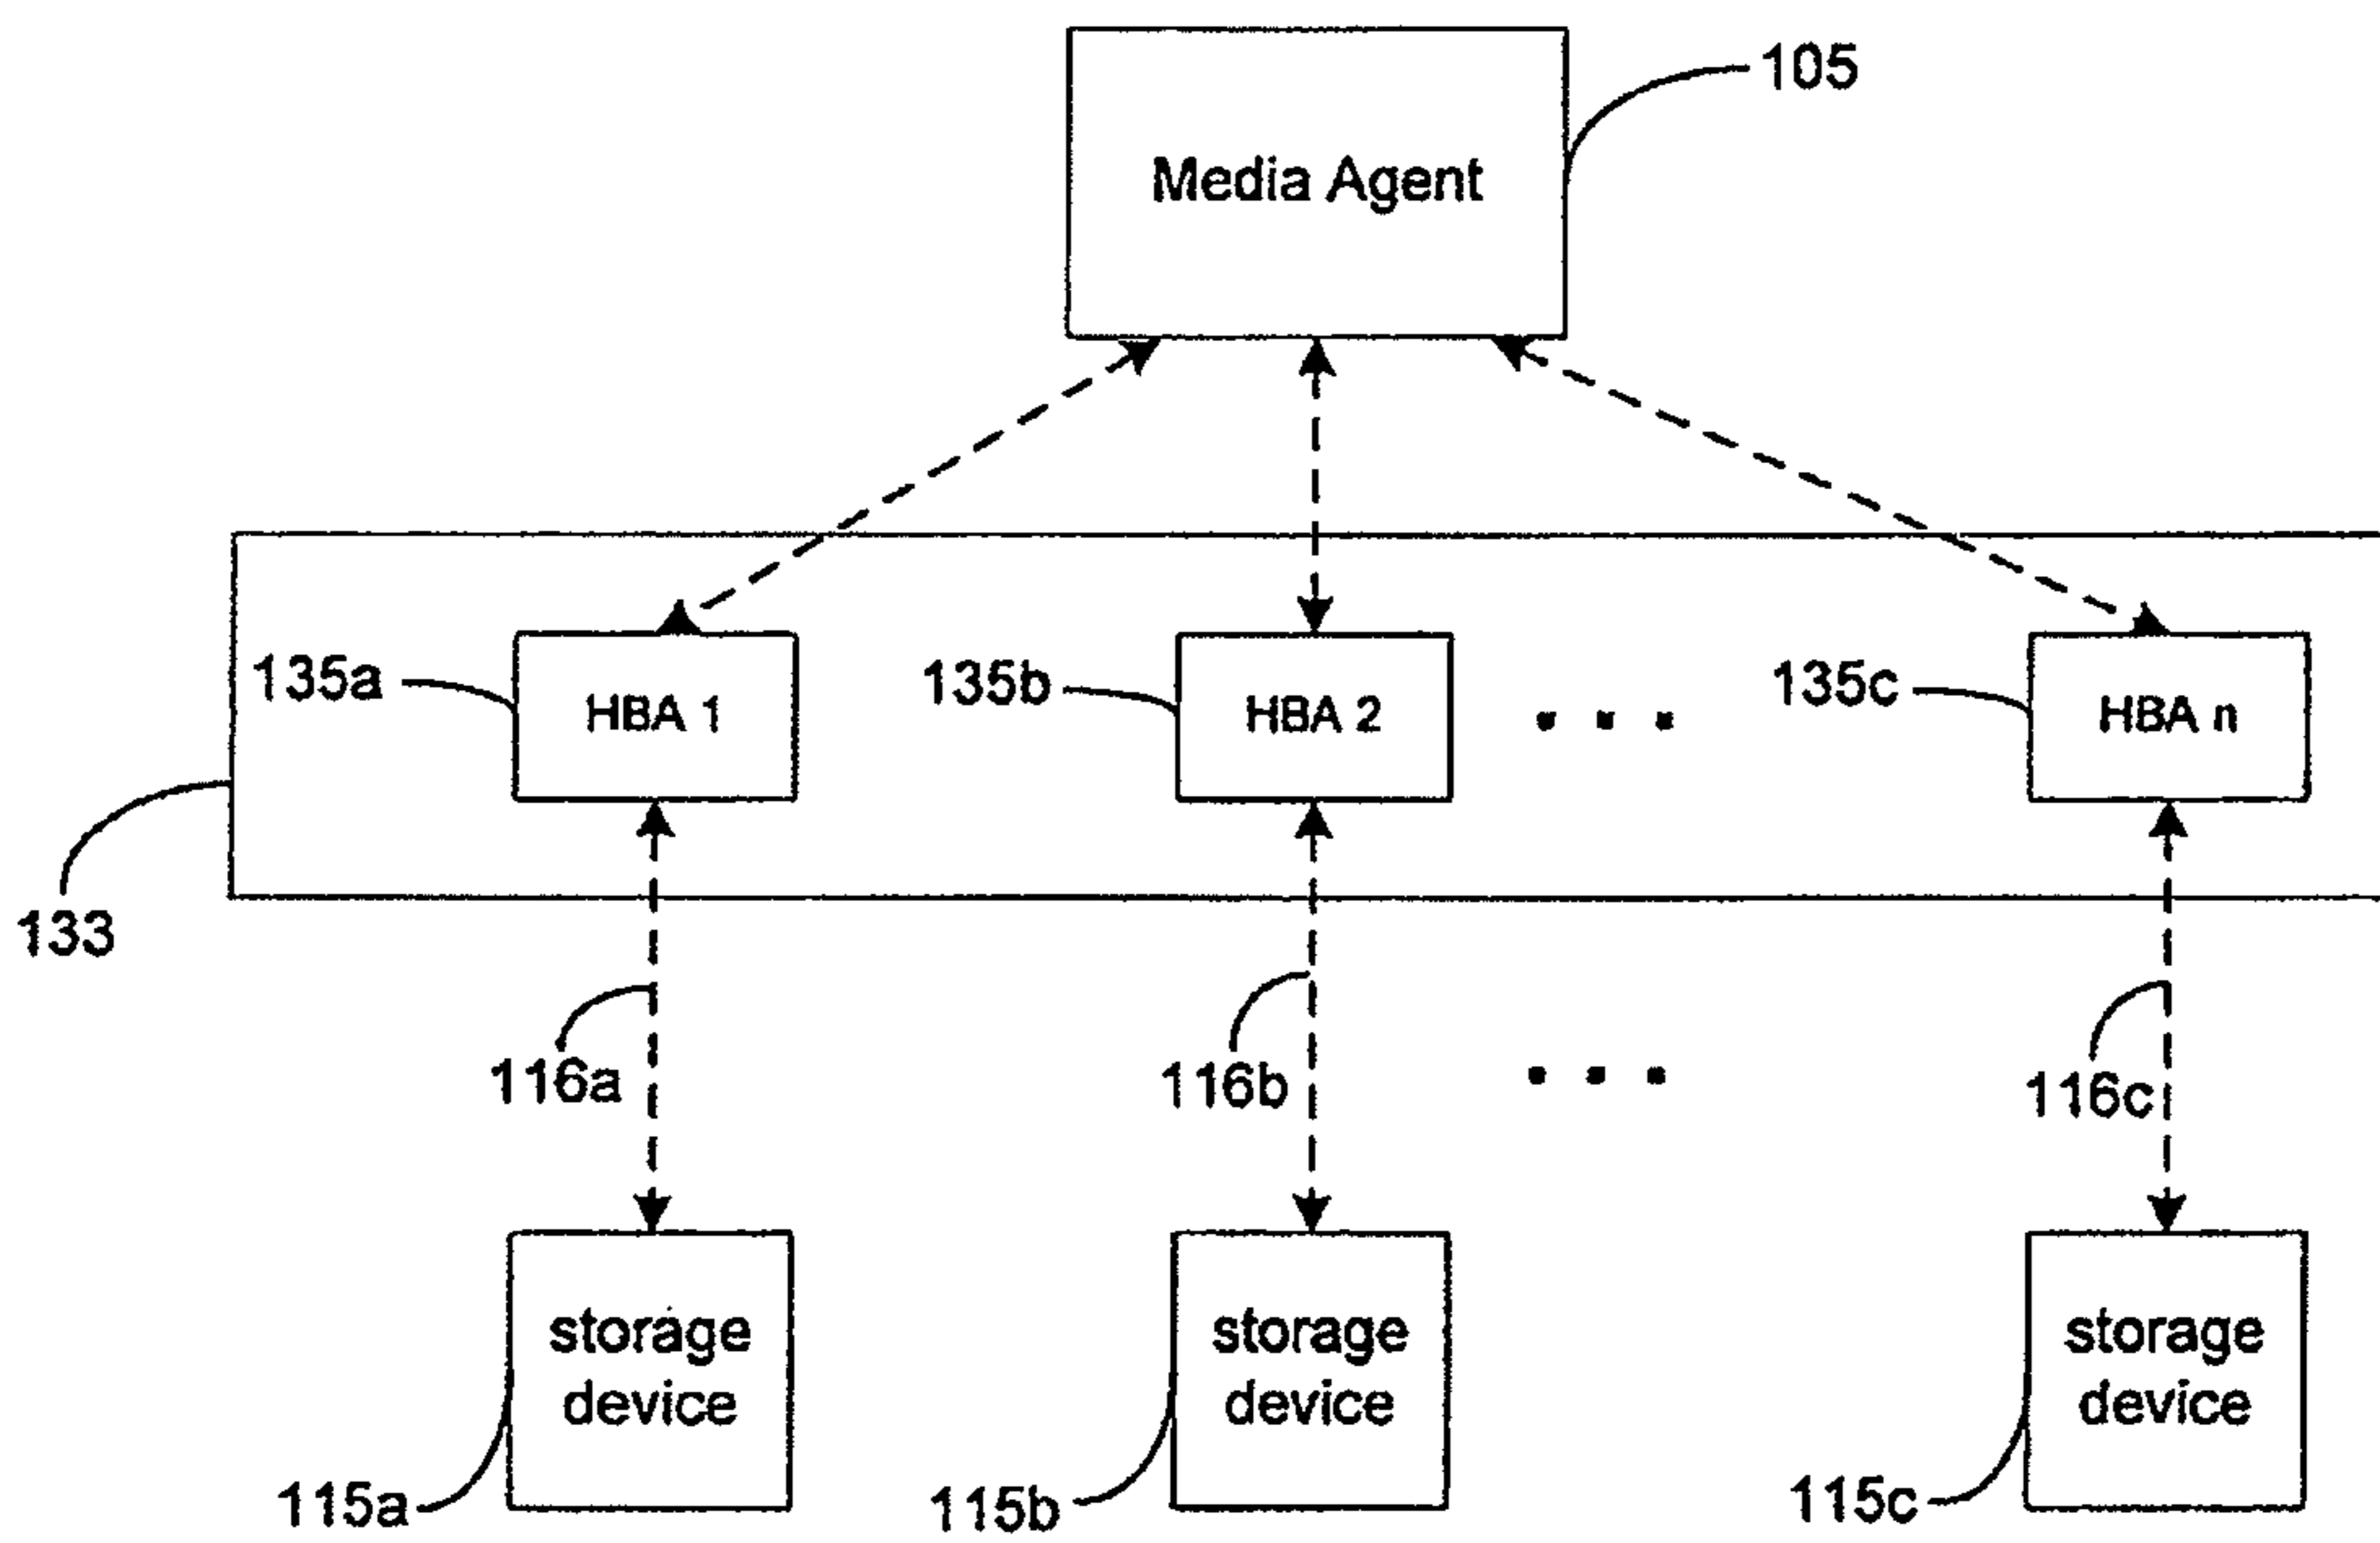 105
Media Agent
135a
HBA 1
135b
HBA 2
135c
HBA n
133
116a
116b
116c
storage
device
storage
device
storage
device
115a
115b
115c